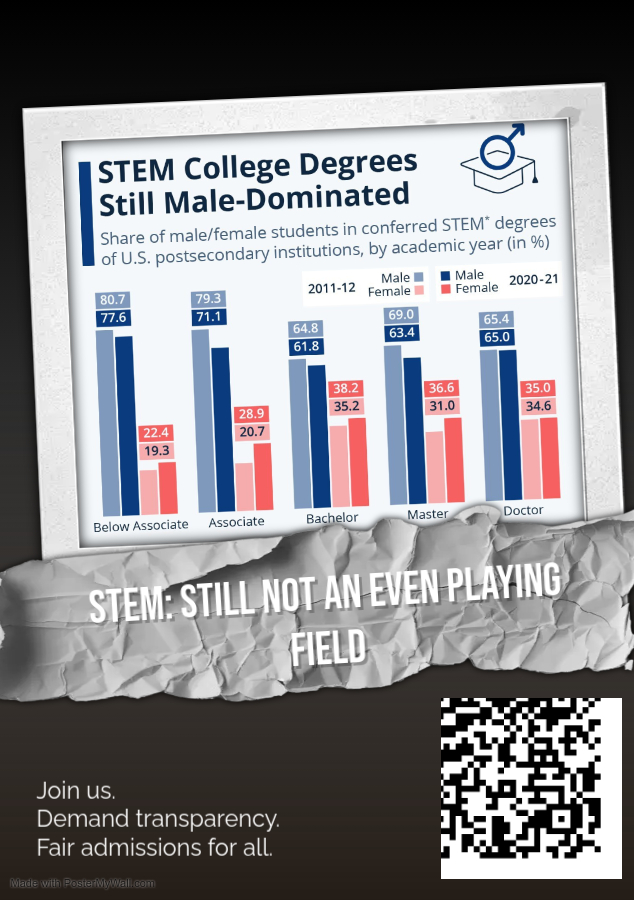 STEM College Degrees
Still Male-Dominated
Share of male/female students in conferred STEM* degrees
of U.S. postsecondary institutions, by academic year (in %)
2011-12 Male Male 2020-21
Female Female
80.7 79.3 64.8 69.0 65.4
77.6 71.1 61.8 63.4 65.0
22.4 28.9 38.2 36.6 35.0
19.3 20.7 35.2 31.0 34.6
Below Associate Associate Bachelor Master Doctor
STEM: STILL NOT AN EVEN PLAYING
FIELD
Join us.
Demand transparency.
Fair admissions for all.
Made with PosterMyWall.com